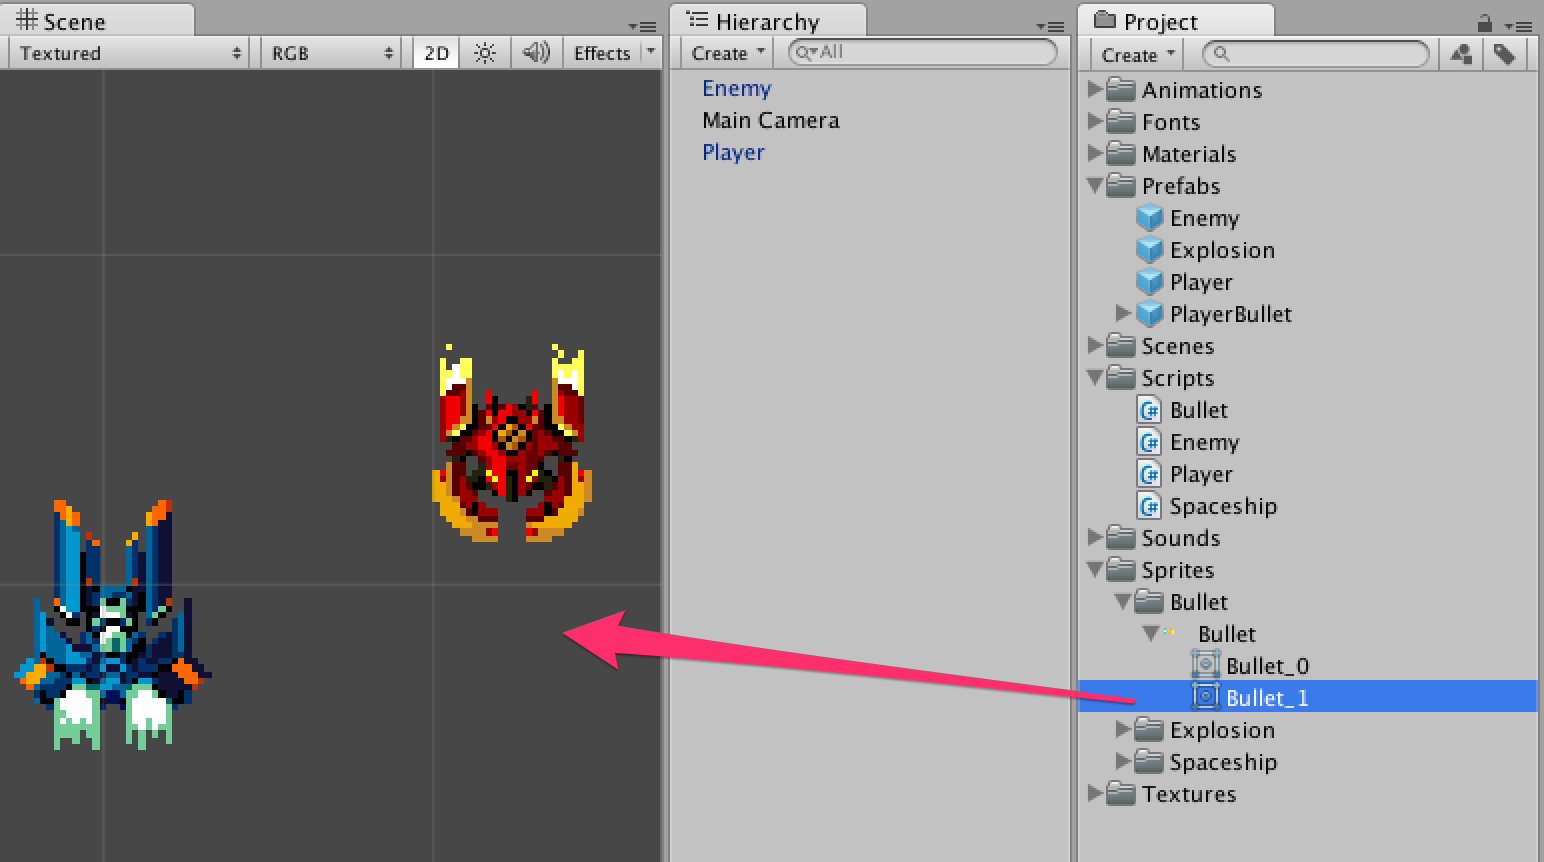 Scene
Textured
RGB
2D
Effects
Hierarchy
Create
All
Enemy
Main Camera
Player
Project
Create
Animations
Fonts
Materials
Prefabs
Enemy
Explosion
Player
PlayerBullet
Scenes
Scripts
C# Bullet
C# Enemy
C# Player
C# Spaceship
Sounds
Sprites
Bullet
Bullet
Bullet_0
Bullet_1
Explosion
Spaceship
Textures